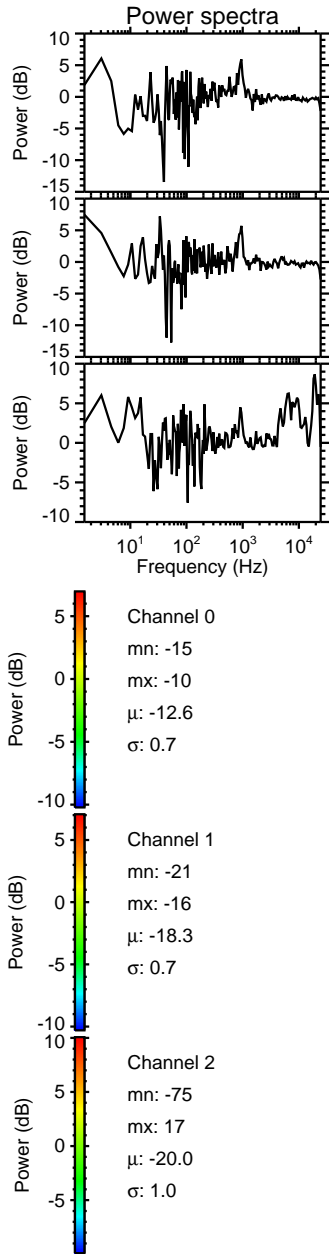 Power spectra
10
5
0
-5
-10
-15
Power (dB)
10
5
0
-5
-10
-15
Power (dB)
10
5
0
-5
-10
Power (dB)
10¹ 10² 10³ 10⁴
Frequency (Hz)
5
0
-5
-10
Power (dB)
Channel 0
mn: -15
mx: -10
μ: -12.6
σ: 0.7
5
0
-5
-10
Power (dB)
Channel 1
mn: -21
mx: -16
μ: -18.3
σ: 0.7
10
5
0
-5
Power (dB)
Channel 2
mn: -75
mx: 17
μ: -20.0
σ: 1.0